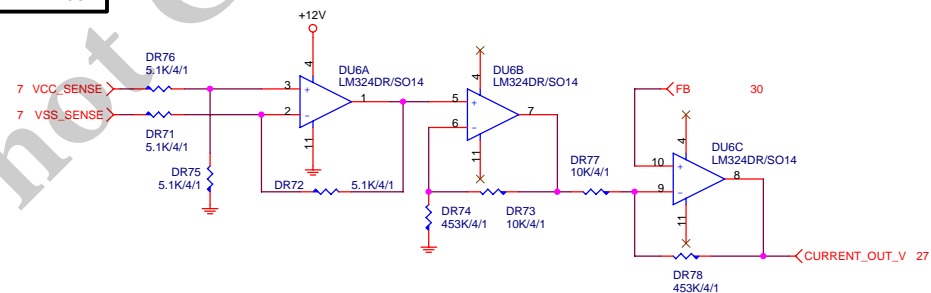 not
+12V
DR76
5.1K/4/1
DU6A
LM324DR/SO14
4
7 VCC_SENSE
3
+
1
7 VSS_SENSE
2
-
11
DR71
5.1K/4/1
DR75
5.1K/4/1
DR72
5.1K/4/1
DU6B
LM324DR/SO14
4
5
+
7
6
-
11
DR77
10K/4/1
DR74
453K/4/1
DR73
10K/4/1
FB 30
DU6C
LM324DR/SO14
4
10
+
8
9
-
11
CURRENT_OUT_V 27
DR78
453K/4/1